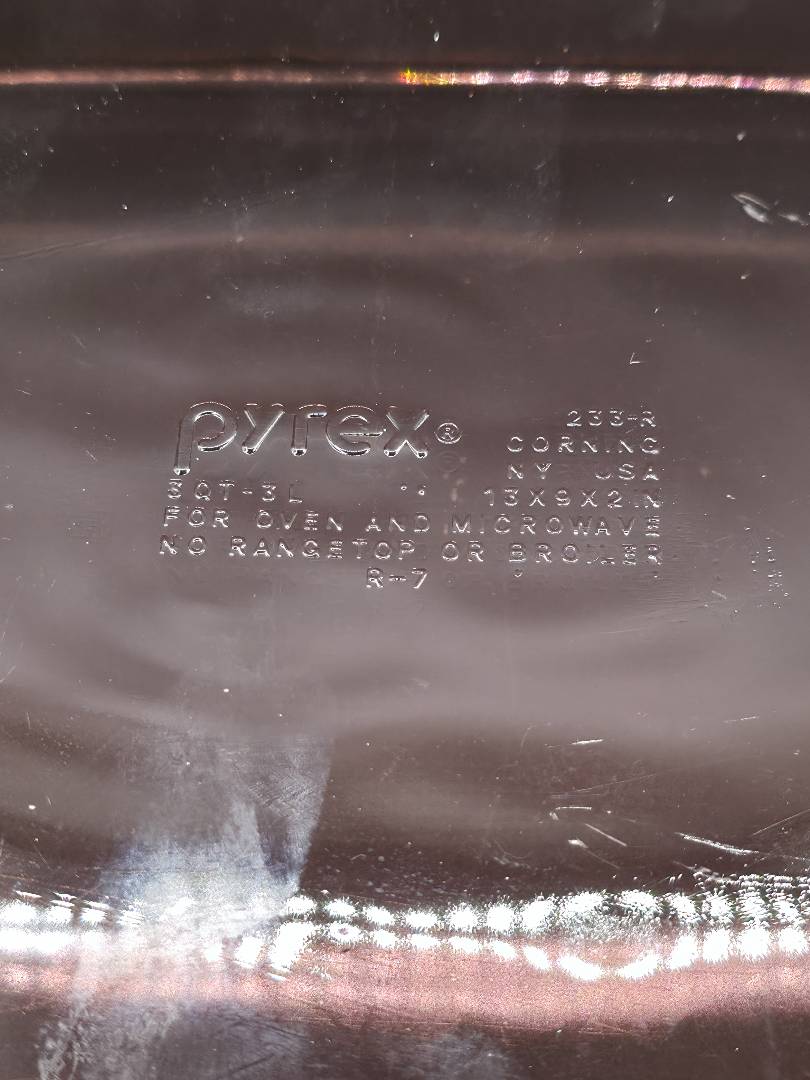 pyrex®
233-R
CORNING
NY USA
3QT-3L 13X9X2IN
FOR OVEN AND MICROWAVE
NO RANGETOP OR BROILER
R-7